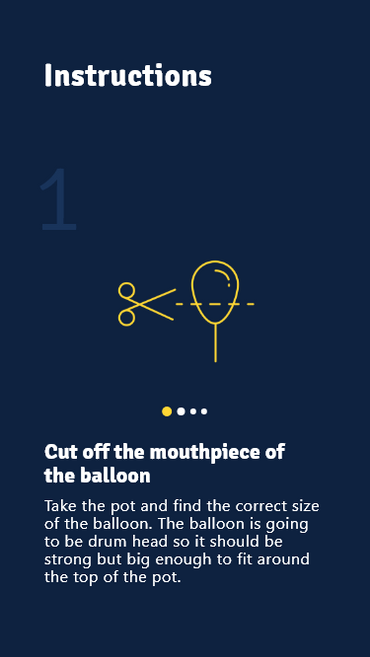 Instructions
1
Cut off the mouthpiece of
the balloon
Take the pot and find the correct size
of the balloon. The balloon is going
to be drum head so it should be
strong but big enough to fit around
the top of the pot.